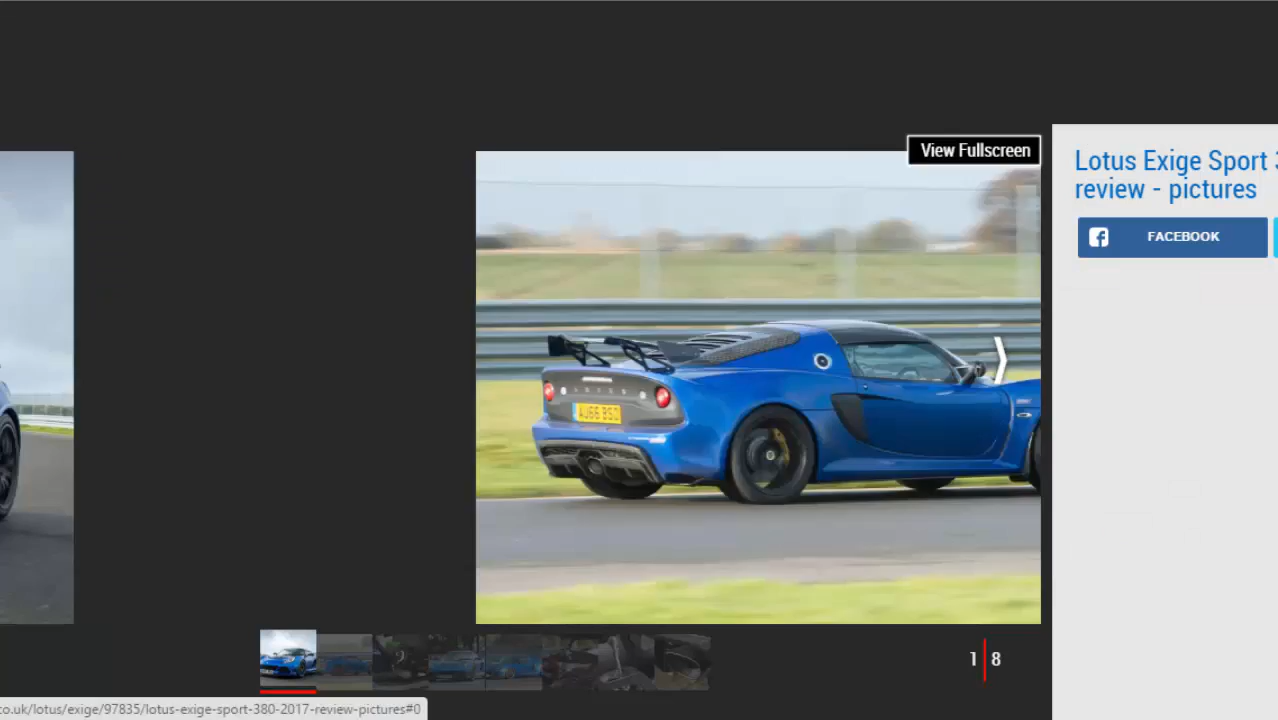 View Fullscreen
Lotus Exige Sport
review - pictures
FACEBOOK
LOTUS
1 8
co.uk/lotus/exige/97835/lotus-exige-sport-380-2017-review-pictures#0